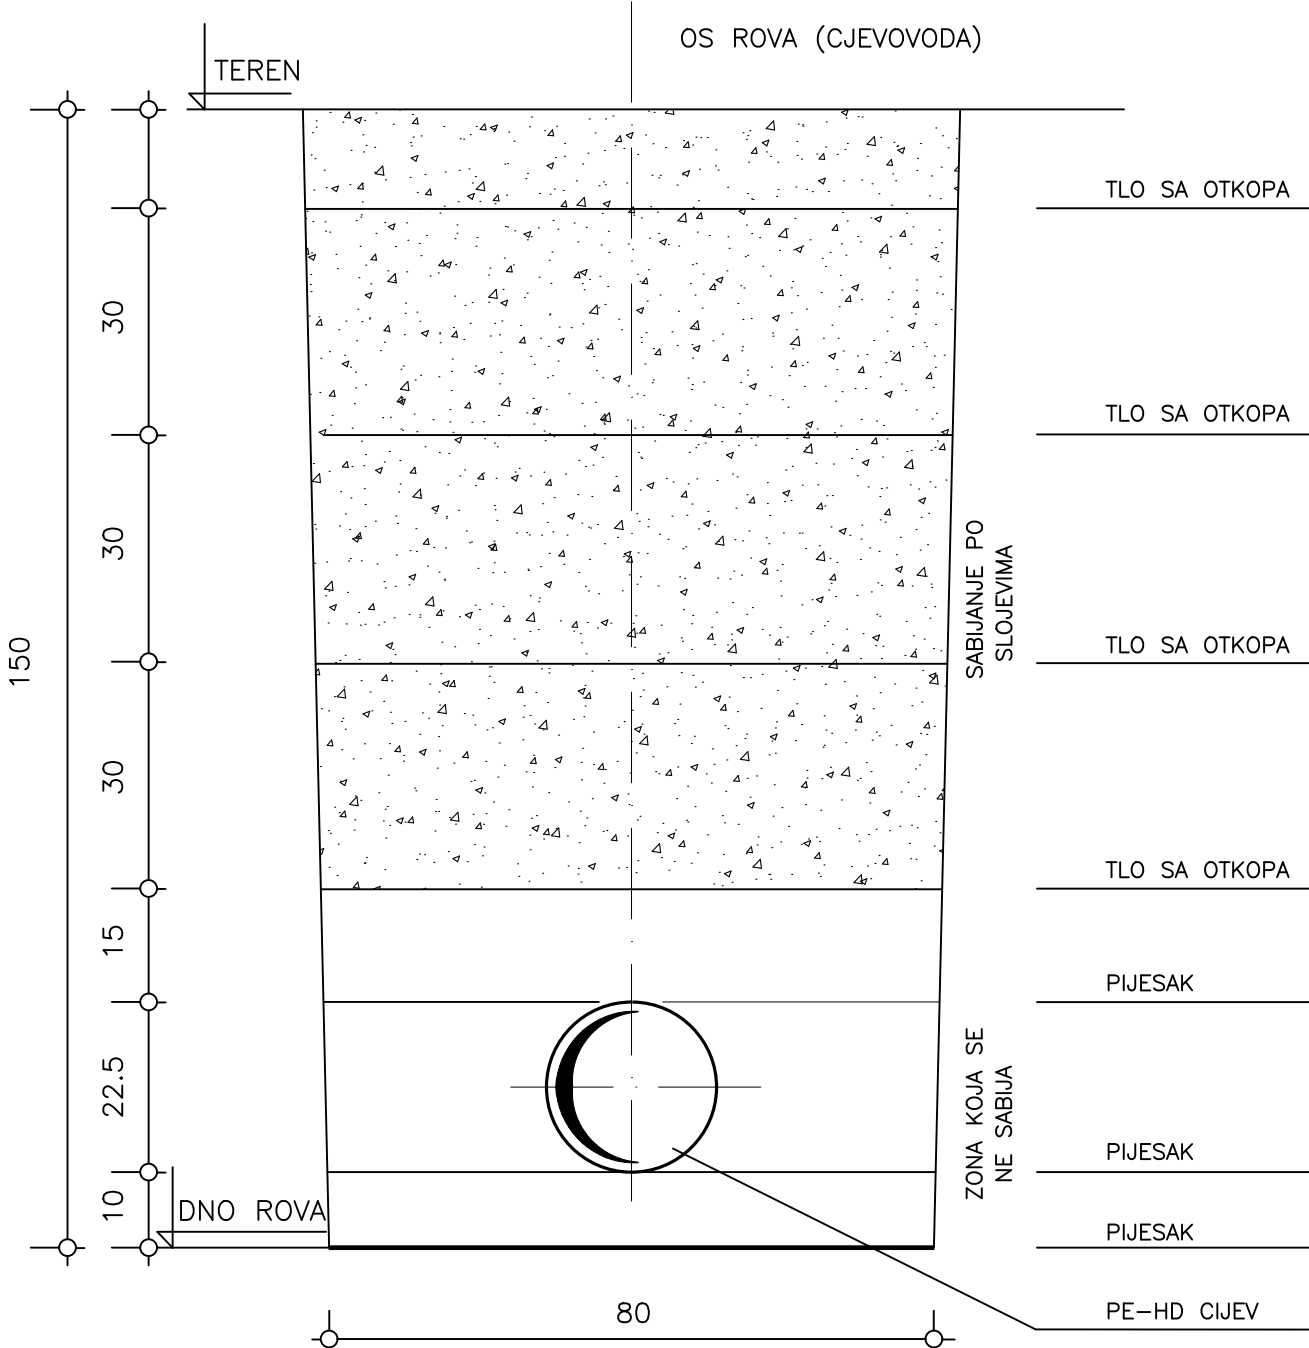 OS ROVA (CJEVOVODA)
TEREN
TLO SA OTKOPA
30
TLO SA OTKOPA
30
SABIJANJE PO
SLOJEVIMA
150
TLO SA OTKOPA
30
TLO SA OTKOPA
15
PIJESAK
22.5
ZONA KOJA SE
NE SABIJA
PIJESAK
10
DNO ROVA
PIJESAK
80
PE-HD CIJEV